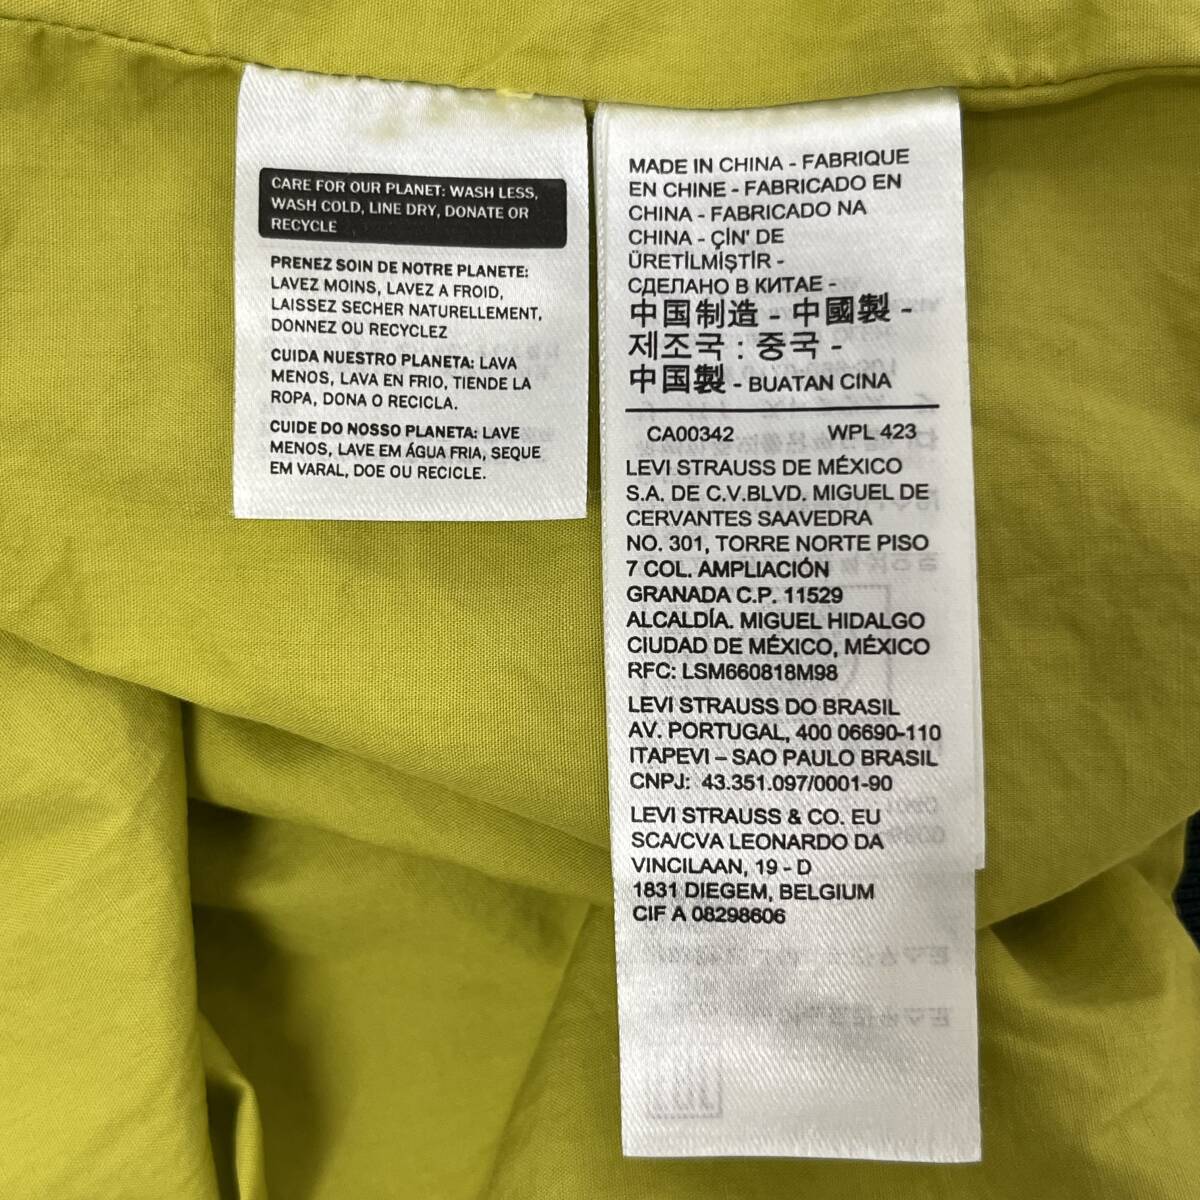 CARE FOR OUR PLANET: WASH LESS,
WASH COLD, LINE DRY, DONATE OR
RECYCLE
PRENEZ SOIN DE NOTRE PLANETE:
LAVEZ MOINS, LAVEZ A FROID,
LAISSEZ SECHER NATURELLEMENT,
DONNEZ OU RECYCLEZ
CUIDA NUESTRO PLANETA: LAVA
MENOS, LAVA EN FRIO, TIENDE LA
ROPA, DONA O RECICLA.
CUIDE DO NOSSO PLANETA: LAVE
MENOS, LAVE EM ÁGUA FRIA, SEQUE
EM VARAL, DOE OU RECICLE.
MADE IN CHINA - FABRIQUE
EN CHINE - FABRICADO EN
CHINA - FABRICADO NA
CHINA - ÇİN' DE
ÜRETİLMİŞTİR -
СДЕЛАНО В КИТАЕ -
中国制造 - 中國製 -
제조국 : 중국 -
中国製 - BUATAN CINA
CA00342 WPL 423
LEVI STRAUSS DE MÉXICO
S.A. DE C.V.BLVD. MIGUEL DE
CERVANTES SAAVEDRA
NO. 301, TORRE NORTE PISO
7 COL. AMPLIACIÓN
GRANADA C.P. 11529
ALCALDÍA. MIGUEL HIDALGO
CIUDAD DE MÉXICO, MÉXICO
RFC: LSM660818M98
LEVI STRAUSS DO BRASIL
AV. PORTUGAL, 400 06690-110
ITAPEVI – SAO PAULO BRASIL
CNPJ: 43.351.097/0001-90
LEVI STRAUSS & CO. EU
SCA/CVA LEONARDO DA
VINCILAAN, 19 - D
1831 DIEGEM, BELGIUM
CIF A 08298606